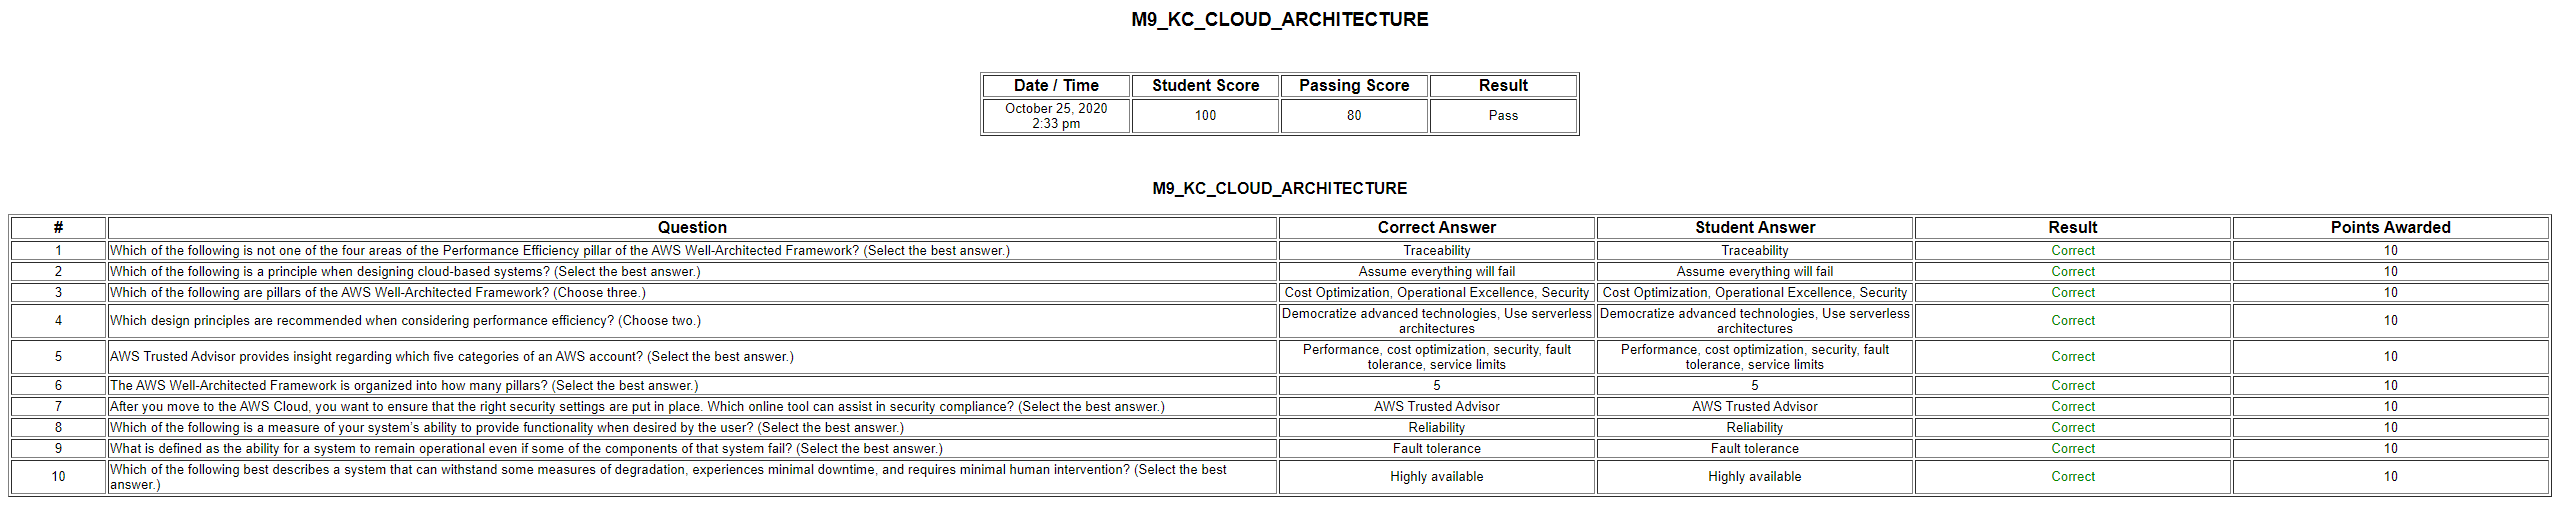 M9_KC_CLOUD_ARCHITECTURE
Date / Time Student Score Passing Score Result
October 25, 2020
2:33 pm 100 80 Pass
M9_KC_CLOUD_ARCHITECTURE
# Question Correct Answer Student Answer Result Points Awarded
1 Which of the following is not one of the four areas of the Performance Efficiency pillar of the AWS Well-Architected Framework? (Select the best answer.) Traceability Traceability Correct 10
2 Which of the following is a principle when designing cloud-based systems? (Select the best answer.) Assume everything will fail Assume everything will fail Correct 10
3 Which of the following are pillars of the AWS Well-Architected Framework? (Choose three.) Cost Optimization, Operational Excellence, Security Cost Optimization, Operational Excellence, Security Correct 10
4 Which design principles are recommended when considering performance efficiency? (Choose two.) Democratize advanced technologies, Use serverless Democratize advanced technologies, Use serverless Correct 10
architectures architectures
5 AWS Trusted Advisor provides insight regarding which five categories of an AWS account? (Select the best answer.) Performance, cost optimization, security, fault Performance, cost optimization, security, fault Correct 10
tolerance, service limits tolerance, service limits
6 The AWS Well-Architected Framework is organized into how many pillars? (Select the best answer.) 5 5 Correct 10
7 After you move to the AWS Cloud, you want to ensure that the right security settings are put in place. Which online tool can assist in security compliance? (Select the best answer.) AWS Trusted Advisor AWS Trusted Advisor Correct 10
8 Which of the following is a measure of your system's ability to provide functionality when desired by the user? (Select the best answer.) Reliability Reliability Correct 10
9 What is defined as the ability for a system to remain operational even if some of the components of that system fail? (Select the best answer.) Fault tolerance Fault tolerance Correct 10
10 Which of the following best describes a system that can withstand some measures of degradation, experiences minimal downtime, and requires minimal human intervention? (Select the best Highly available Highly available Correct 10
answer.)